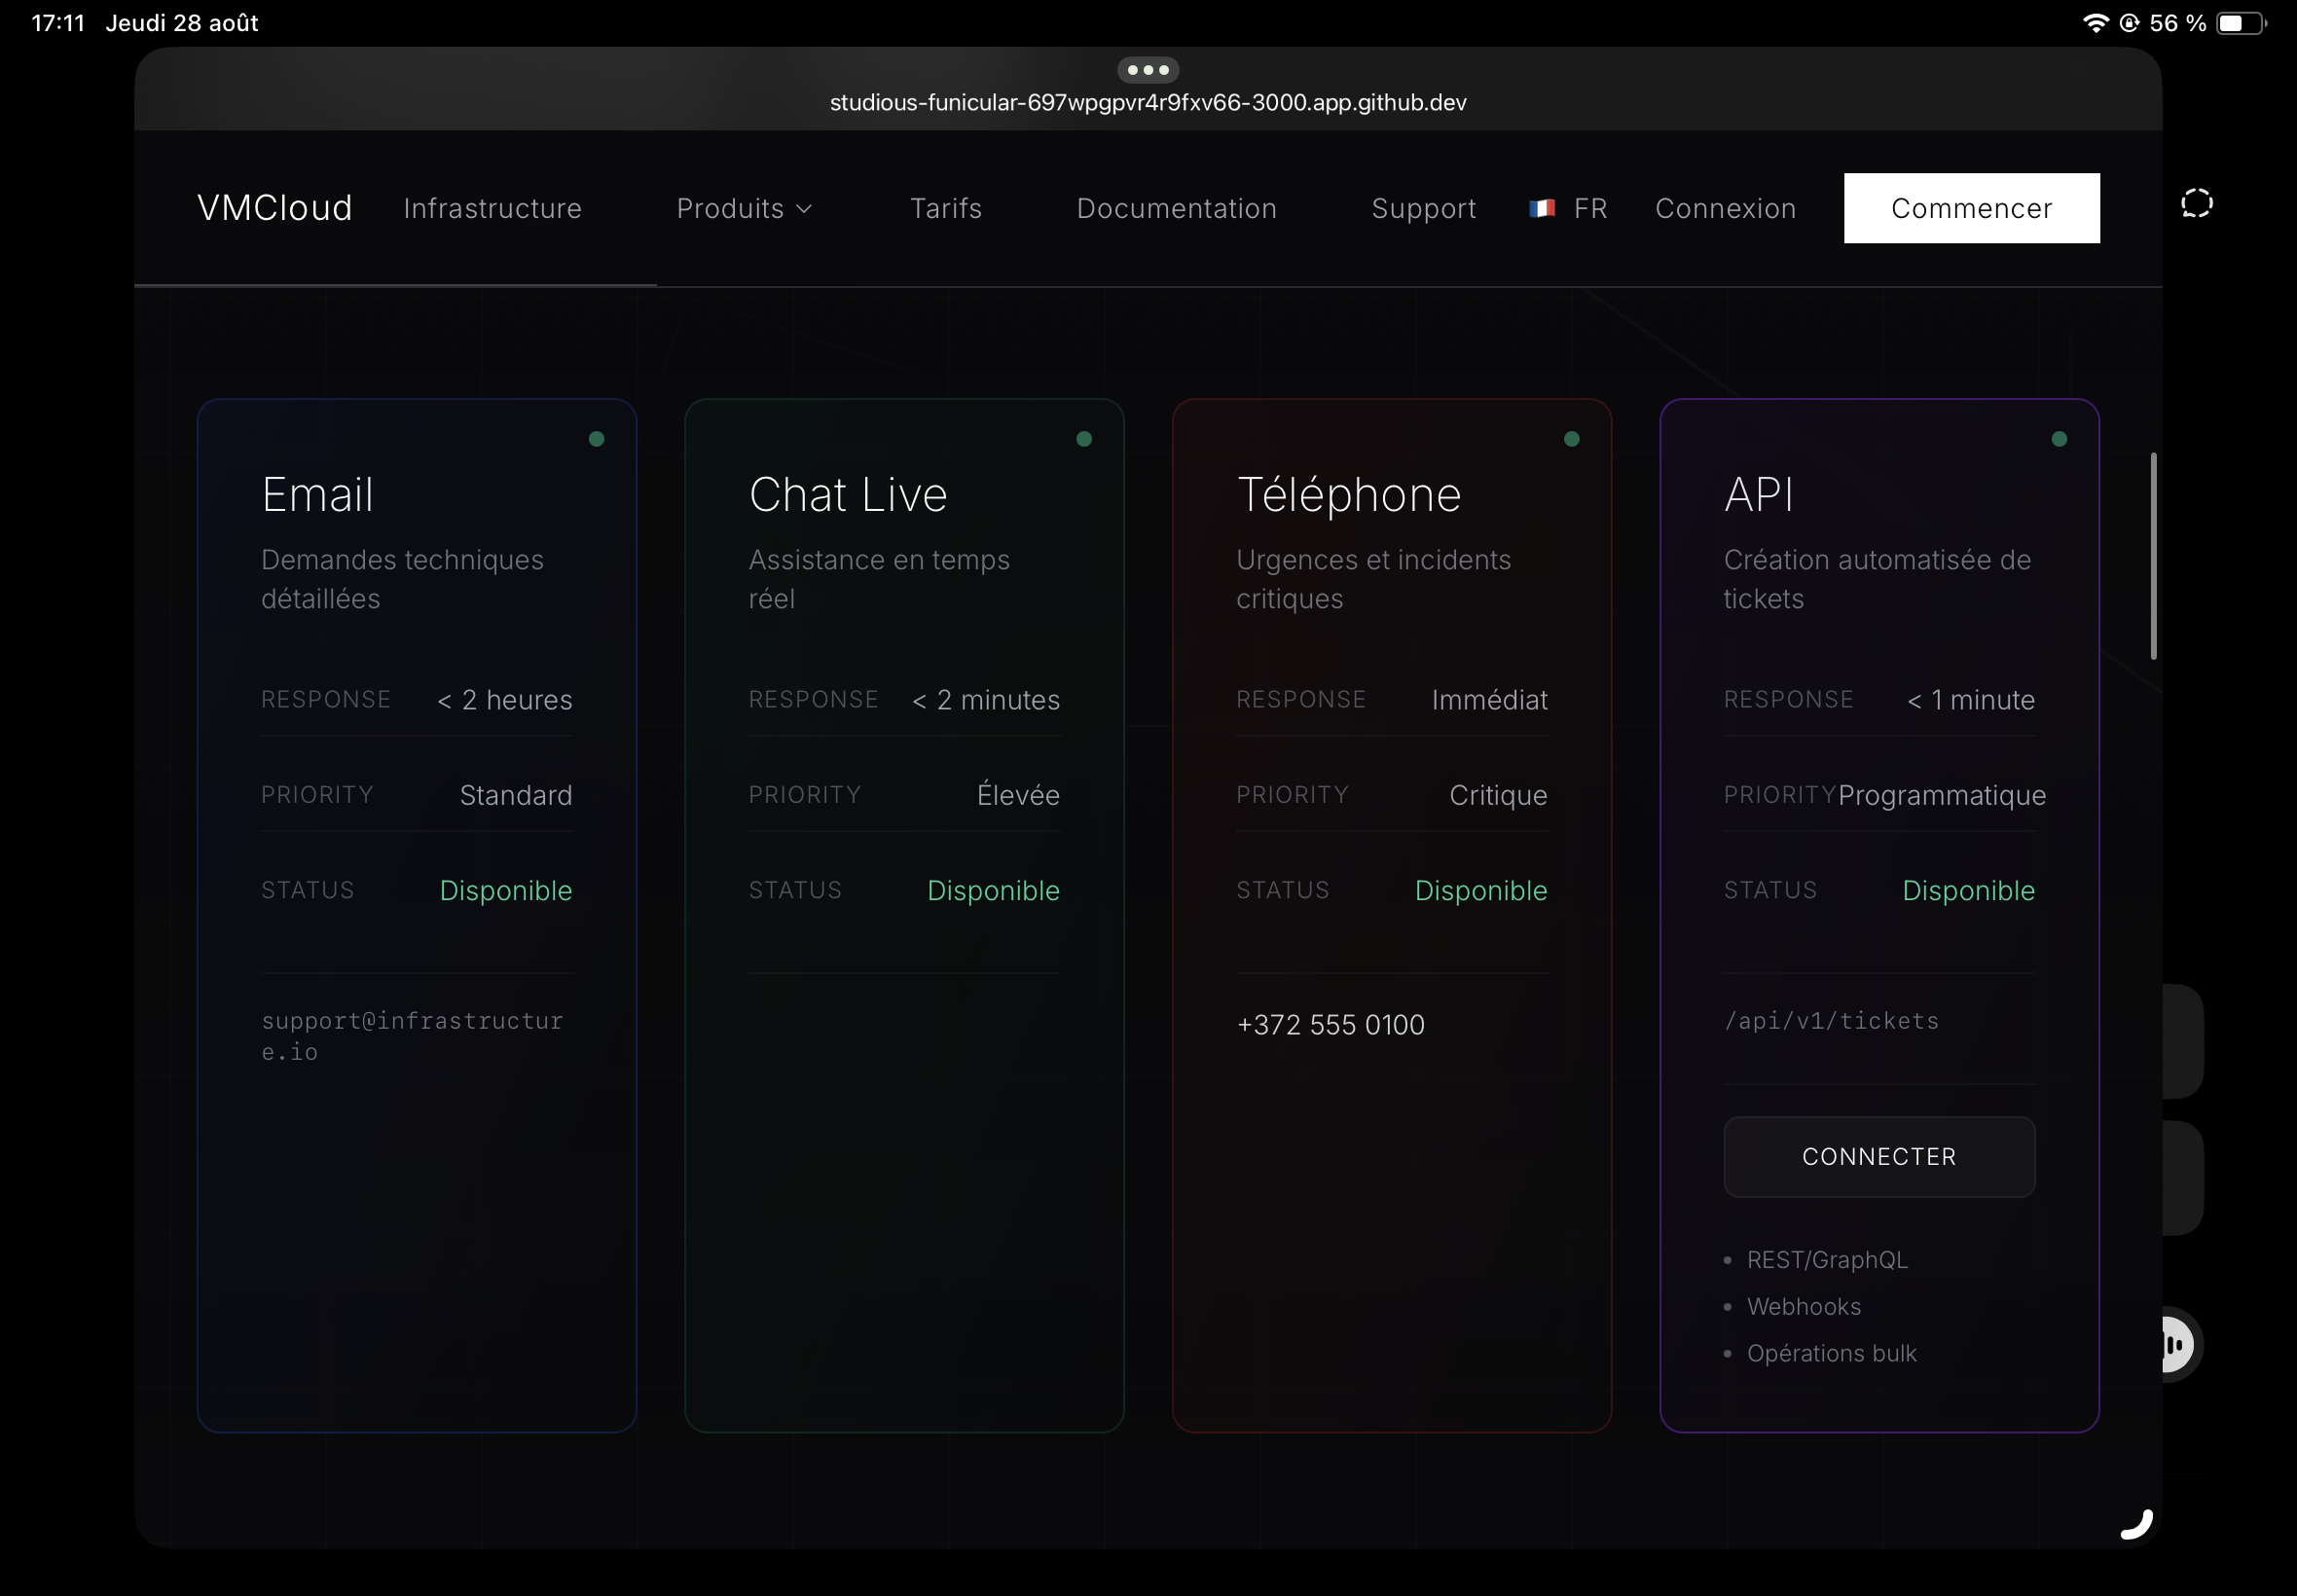 17:11 Jeudi 28 août
56 %
studious-funicular-697wpgpvr4r9fxv66-3000.app.github.dev
VMCloud Infrastructure Produits Tarifs Documentation Support FR Connexion Commencer
Email
Demandes techniques
détaillées
RESPONSE < 2 heures
PRIORITY Standard
STATUS Disponible
support@infrastructur
e.io
Chat Live
Assistance en temps
réel
RESPONSE < 2 minutes
PRIORITY Élevée
STATUS Disponible
Téléphone
Urgences et incidents
critiques
RESPONSE Immédiat
PRIORITY Critique
STATUS Disponible
+372 555 0100
API
Création automatisée de
tickets
RESPONSE < 1 minute
PRIORITY Programmatique
STATUS Disponible
/api/v1/tickets
CONNECTER
• REST/GraphQL
• Webhooks
• Opérations bulk